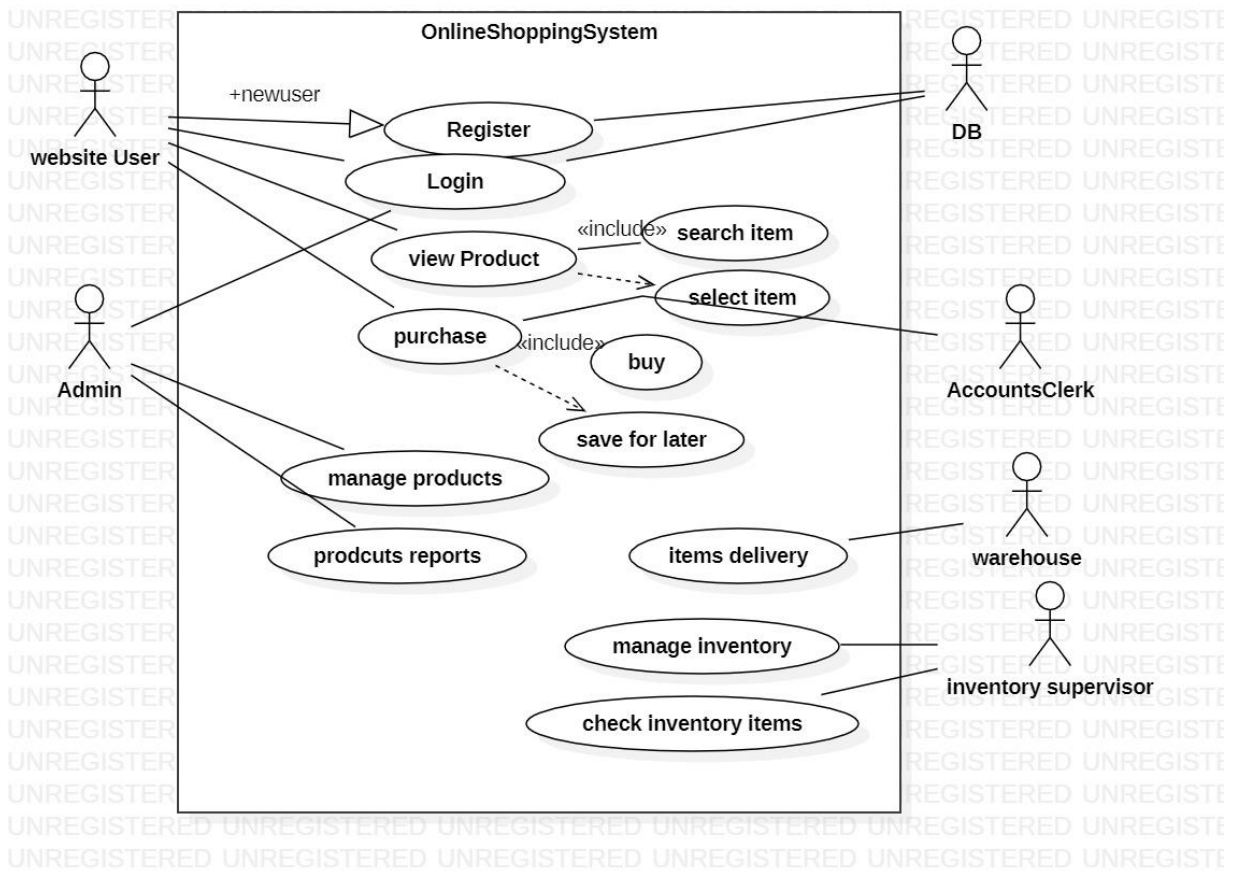 OnlineShoppingSystem
+newuser
Register
DB
website User
Login
«include»
search item
view Product
select item
purchase
«include»
buy
Admin
AccountsClerk
save for later
manage products
prodcuts reports
items delivery
warehouse
manage inventory
inventory supervisor
check inventory items
UNREGISTERED UNREGISTERED UNREGISTERED UNREGISTERED UNREGISTERED UNREGISTE